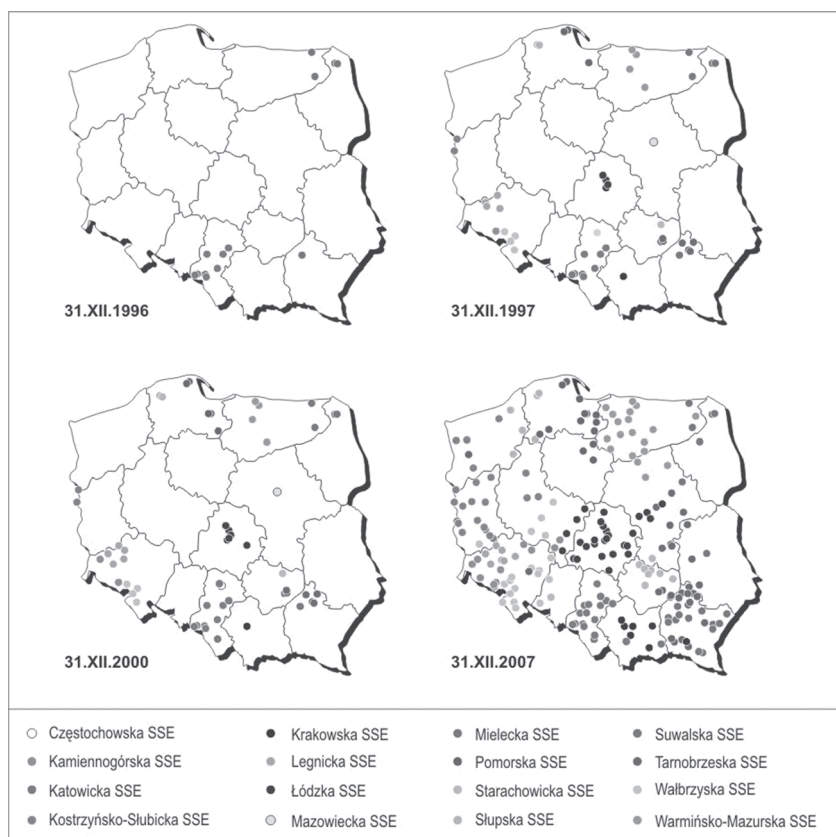 31.XII.1996
31.XII.1997
31.XII.2000
31.XII.2007
Częstochowska SSE
Kamiennogórska SSE
Katowicka SSE
Kostrzyńsko-Słubicka SSE
Krakowska SSE
Legnicka SSE
Łódzka SSE
Mazowiecka SSE
Mielecka SSE
Pomorska SSE
Starachowicka SSE
Słupska SSE
Suwalska SSE
Tarnobrzeska SSE
Wałbrzyska SSE
Warmińsko-Mazurska SSE